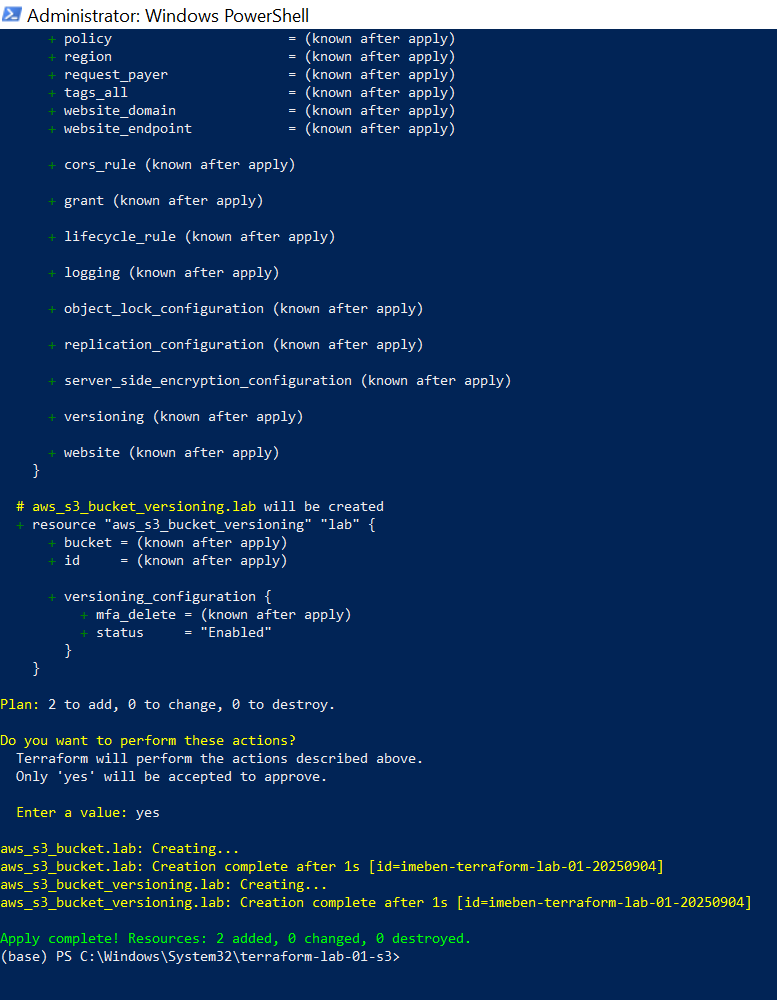 Administrator: Windows PowerShell
+ policy = (known after apply)
+ region = (known after apply)
+ request_payer = (known after apply)
+ tags_all = (known after apply)
+ website_domain = (known after apply)
+ website_endpoint = (known after apply)
+ cors_rule (known after apply)
+ grant (known after apply)
+ lifecycle_rule (known after apply)
+ logging (known after apply)
+ object_lock_configuration (known after apply)
+ replication_configuration (known after apply)
+ server_side_encryption_configuration (known after apply)
+ versioning (known after apply)
+ website (known after apply)
}
# aws_s3_bucket_versioning.lab will be created
+ resource "aws_s3_bucket_versioning" "lab" {
+ bucket = (known after apply)
+ id = (known after apply)
+ versioning_configuration {
+ mfa_delete = (known after apply)
+ status = "Enabled"
}
}
Plan: 2 to add, 0 to change, 0 to destroy.
Do you want to perform these actions?
Terraform will perform the actions described above.
Only 'yes' will be accepted to approve.
Enter a value: yes
aws_s3_bucket.lab: Creating...
aws_s3_bucket.lab: Creation complete after 1s [id=imeben-terraform-lab-01-20250904]
aws_s3_bucket_versioning.lab: Creating...
aws_s3_bucket_versioning.lab: Creation complete after 1s [id=imeben-terraform-lab-01-20250904]
Apply complete! Resources: 2 added, 0 changed, 0 destroyed.
(base) PS C:\Windows\System32\terraform-lab-01-s3>